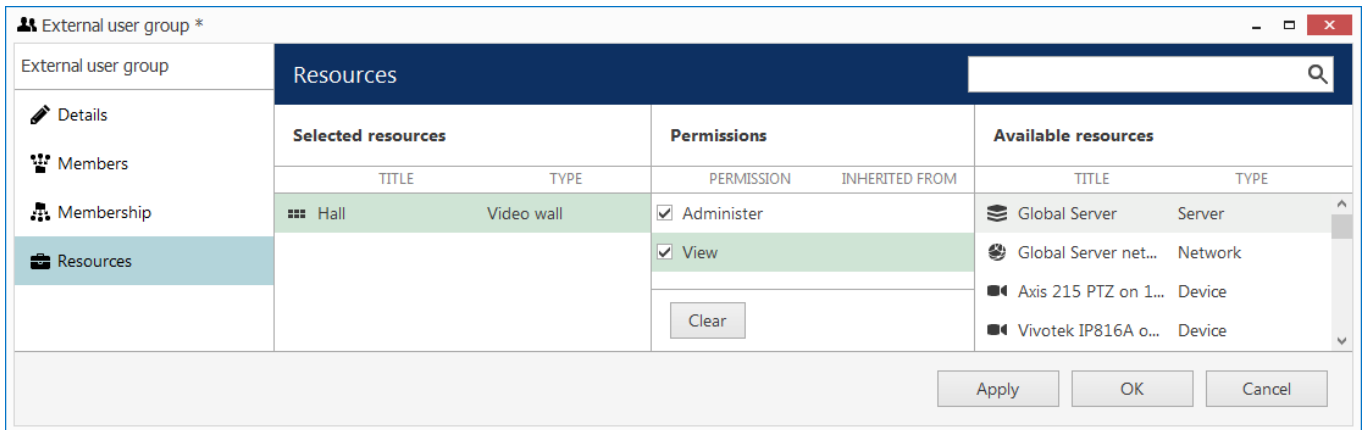 External user group *
External user group
Resources
Details
Members
Membership
Resources
Selected resources
Permissions
Available resources
TITLE TYPE
PERMISSION INHERITED FROM
TITLE TYPE
Hall Video wall
Administer
View
Clear
Global Server Server
Global Server net... Network
Axis 215 PTZ on 1... Device
Vivotek IP816A o... Device
Apply OK Cancel